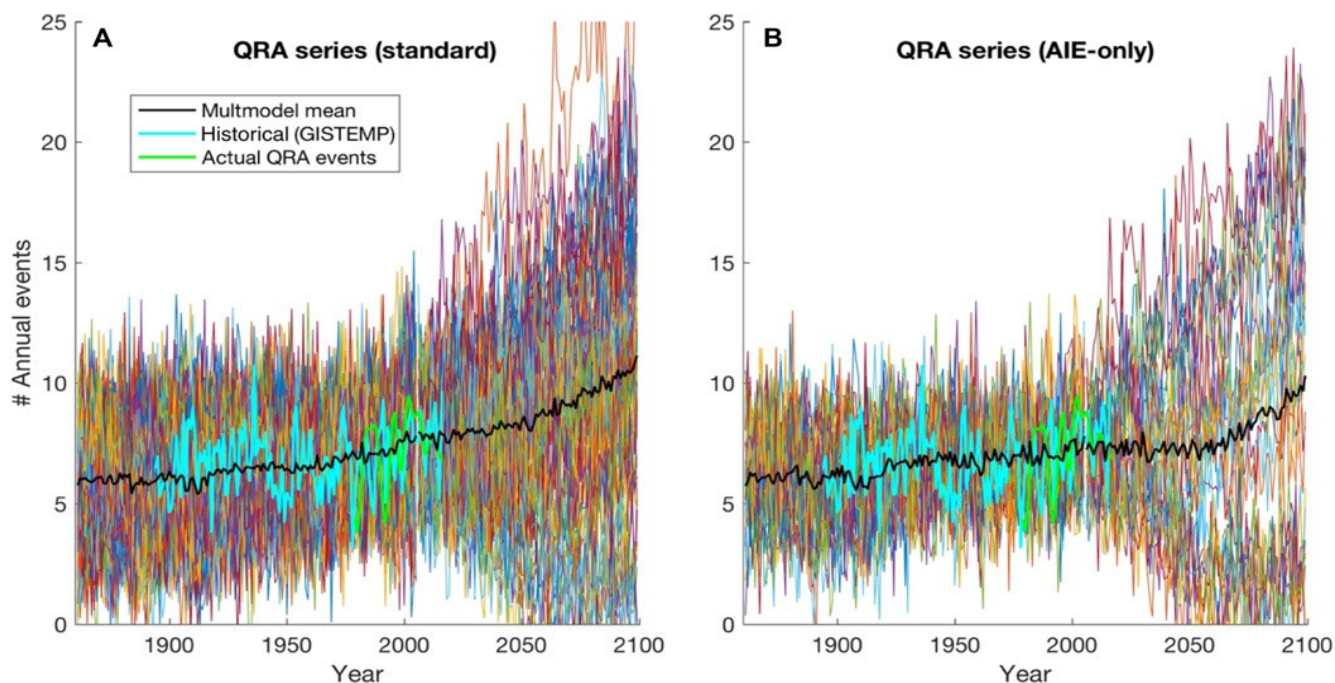 A
QRA series (standard)
Multmodel mean
Historical (GISTEMP)
Actual QRA events
# Annual events
25
20
15
10
5
0
1900 1950 2000 2050 2100
Year
B
QRA series (AIE-only)
25
20
15
10
5
0
1900 1950 2000 2050 2100
Year